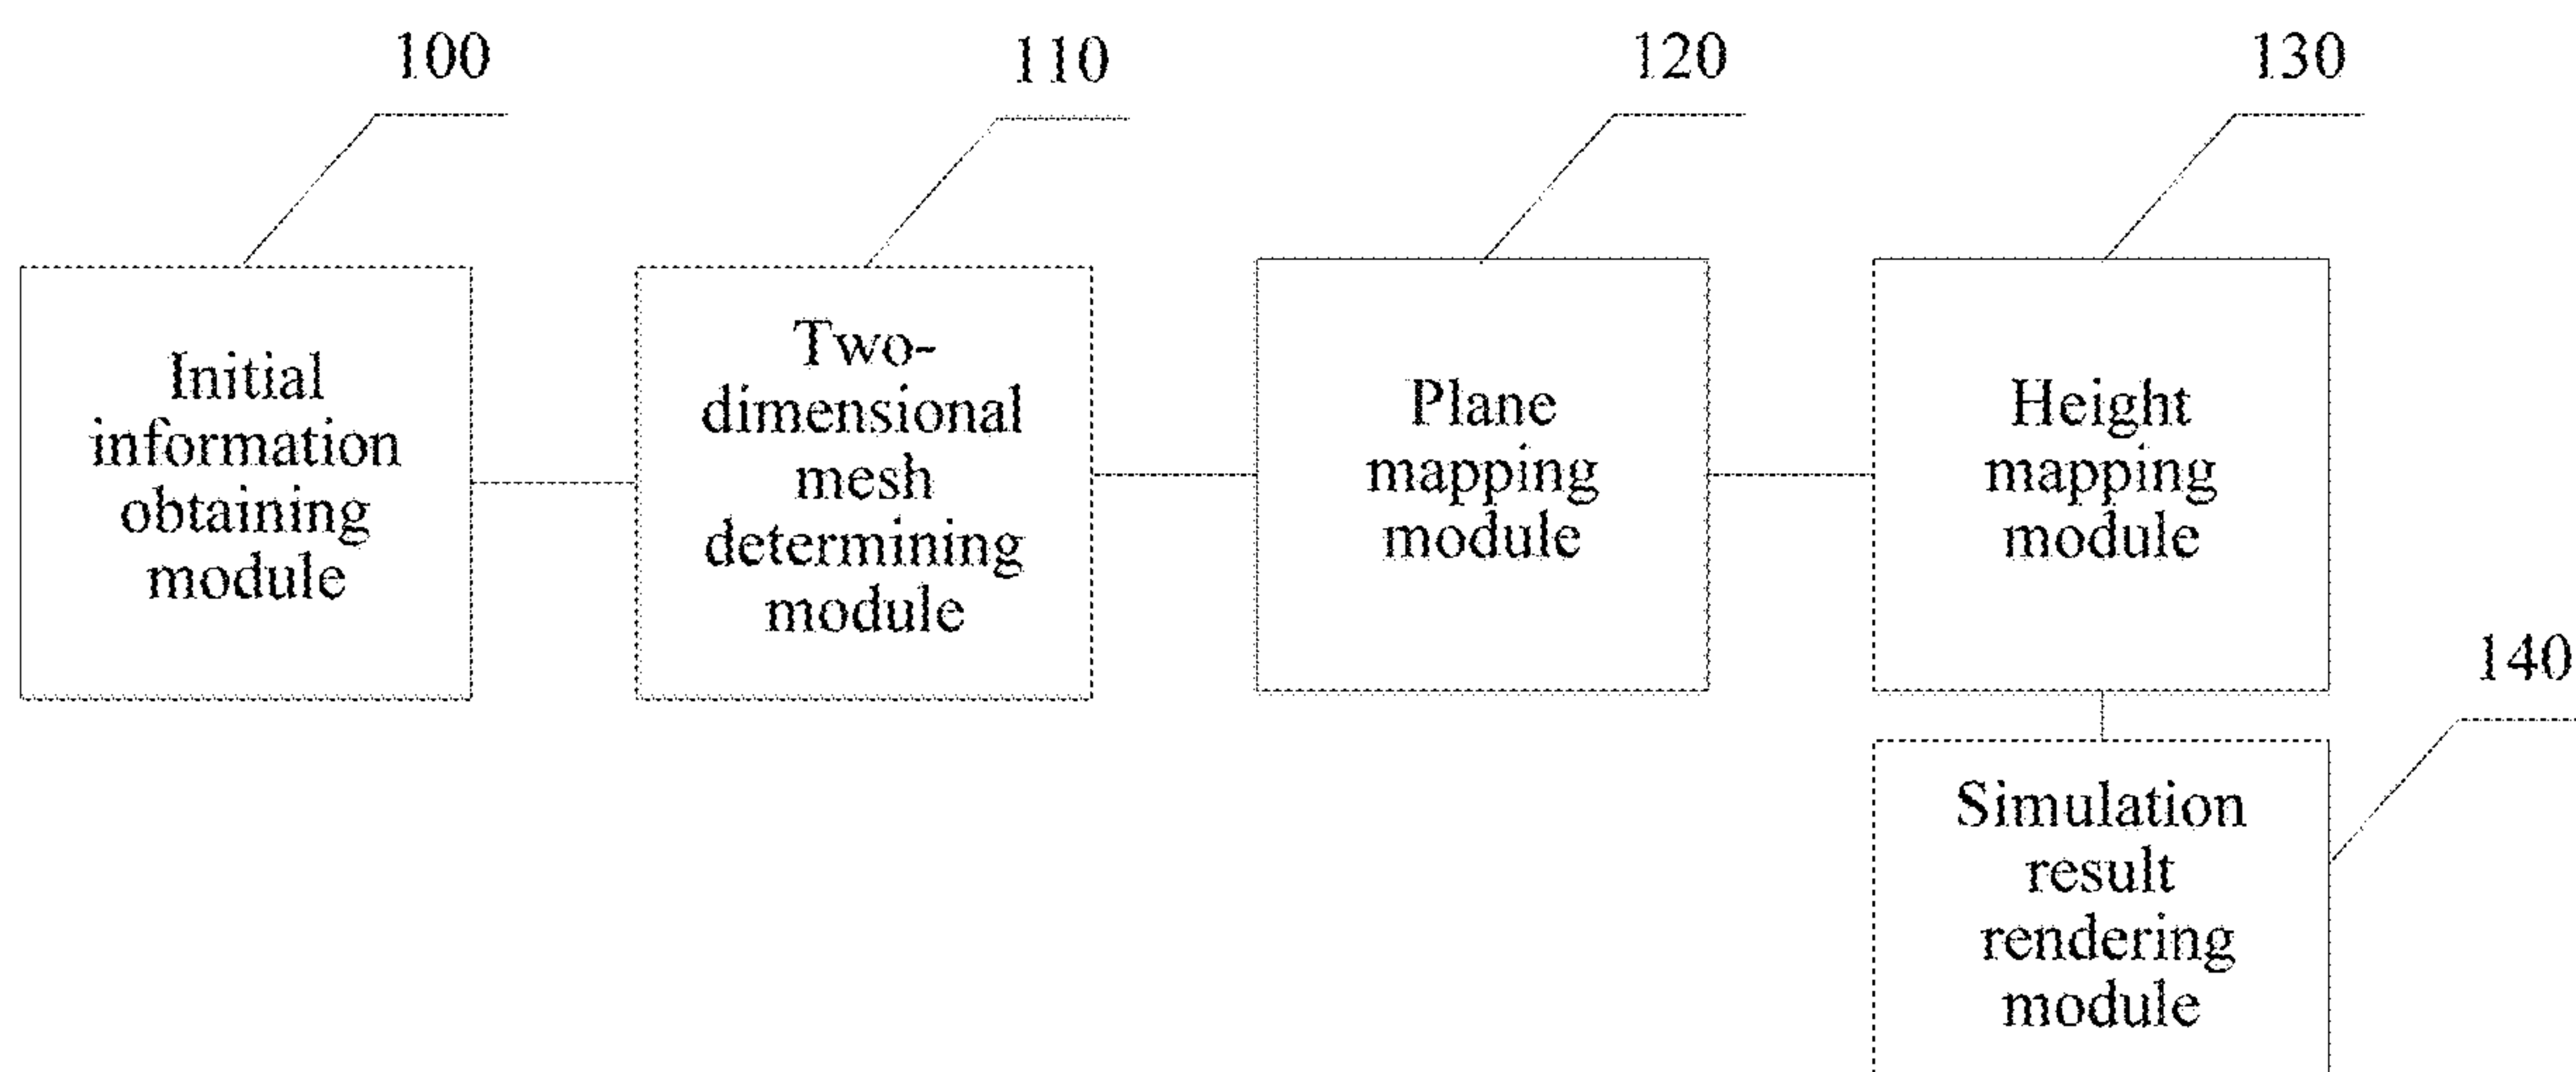 100
110
120
130
Initial
information
obtaining
module
Two-
dimensional
mesh
determining
module
Plane
mapping
module
Height
mapping
module
140
Simulation
result
rendering
module